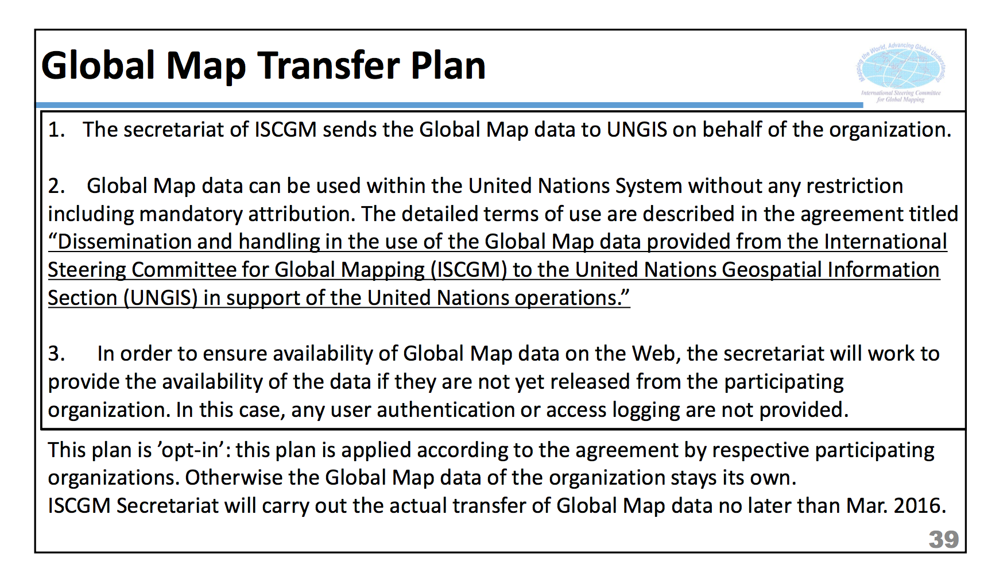 Global Map Transfer Plan
Mapping the World, Advancing Global Understanding
International Steering Committee
for Global Mapping
1. The secretariat of ISCGM sends the Global Map data to UNGIS on behalf of the organization.
2. Global Map data can be used within the United Nations System without any restriction
including mandatory attribution. The detailed terms of use are described in the agreement titled
“Dissemination and handling in the use of the Global Map data provided from the International
Steering Committee for Global Mapping (ISCGM) to the United Nations Geospatial Information
Section (UNGIS) in support of the United Nations operations.”
3. In order to ensure availability of Global Map data on the Web, the secretariat will work to
provide the availability of the data if they are not yet released from the participating
organization. In this case, any user authentication or access logging are not provided.
This plan is ’opt-in’: this plan is applied according to the agreement by respective participating
organizations. Otherwise the Global Map data of the organization stays its own.
ISCGM Secretariat will carry out the actual transfer of Global Map data no later than Mar. 2016.
39